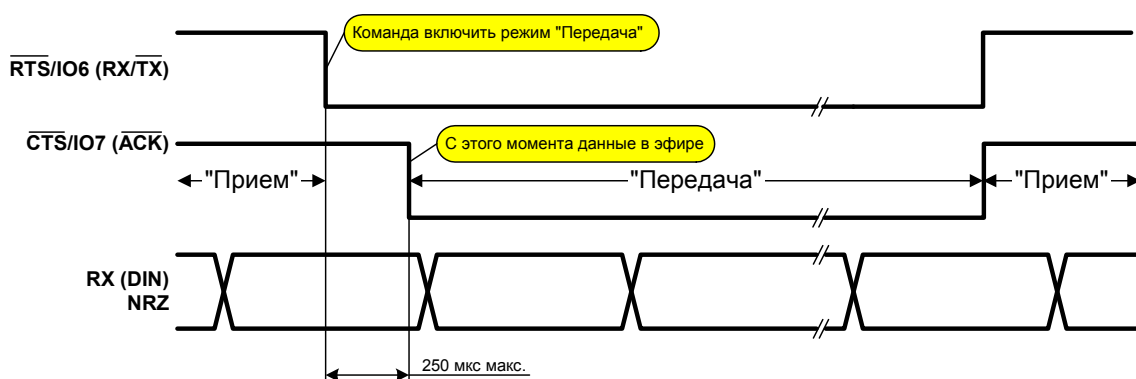 Команда включить режим "Передача"
RTS/IO6 (RX/TX)
CTS/IO7 (ACK)
С этого момента данные в эфире
"Прием"
"Передача"
"Прием"
RX (DIN)
NRZ
250 мкс макс.